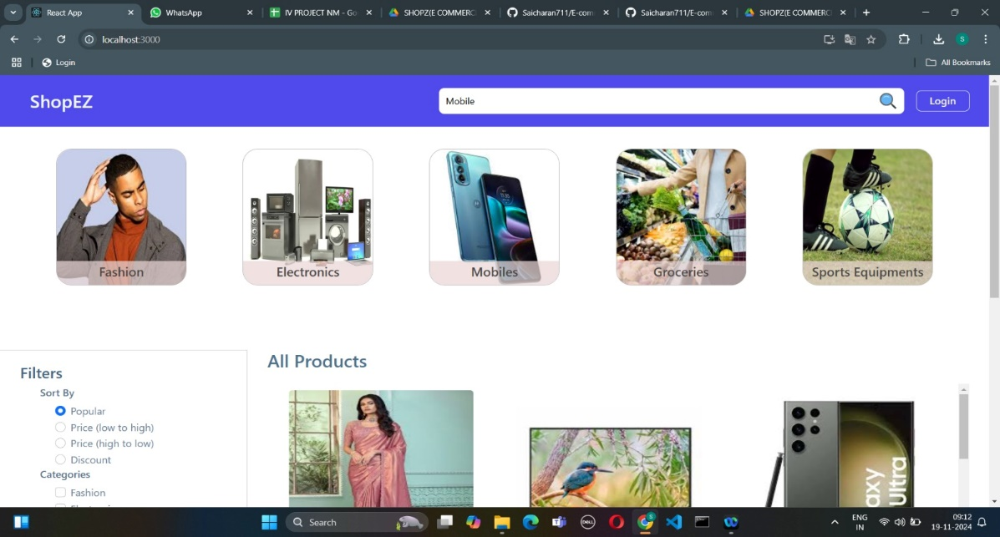 React App
WhatsApp
IV PROJECT NM - Go
SHOPZ(E COMMERC
Saicharan711/E-com
Saicharan711/E-com
SHOPZ(E COMMERC
localhost:3000
S
Login
All Bookmarks
ShopEZ
Mobile
Login
Fashion
Electronics
Mobiles
Groceries
Sports Equipments
Filters
Sort By
Popular
Price (low to high)
Price (high to low)
Discount
Categories
Fashion
All Products
axy
Ultra
Search
DELL
ENG
IN
09:12
19-11-2024